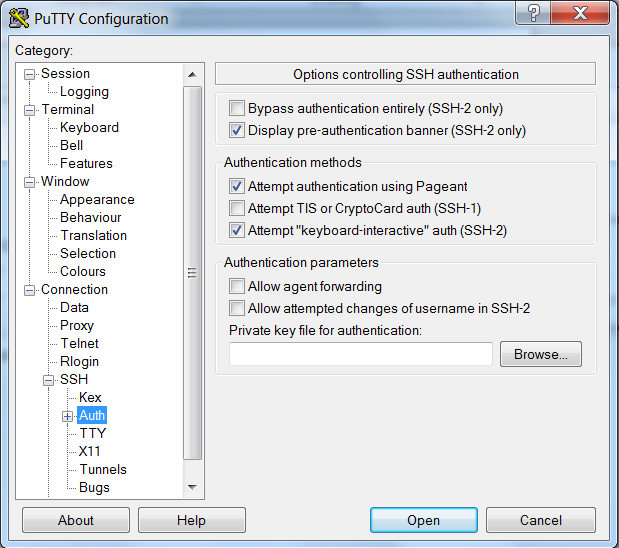 PuTTY Configuration
Category:
Session
Logging
Terminal
Keyboard
Bell
Features
Window
Appearance
Behaviour
Translation
Selection
Colours
Connection
Data
Proxy
Telnet
Rlogin
SSH
Kex
Auth
TTY
X11
Tunnels
Bugs
Options controlling SSH authentication
Bypass authentication entirely (SSH-2 only)
Display pre-authentication banner (SSH-2 only)
Authentication methods
Attempt authentication using Pageant
Attempt TIS or CryptoCard auth (SSH-1)
Attempt "keyboard-interactive" auth (SSH-2)
Authentication parameters
Allow agent forwarding
Allow attempted changes of username in SSH-2
Private key file for authentication:
Browse...
About
Help
Open
Cancel